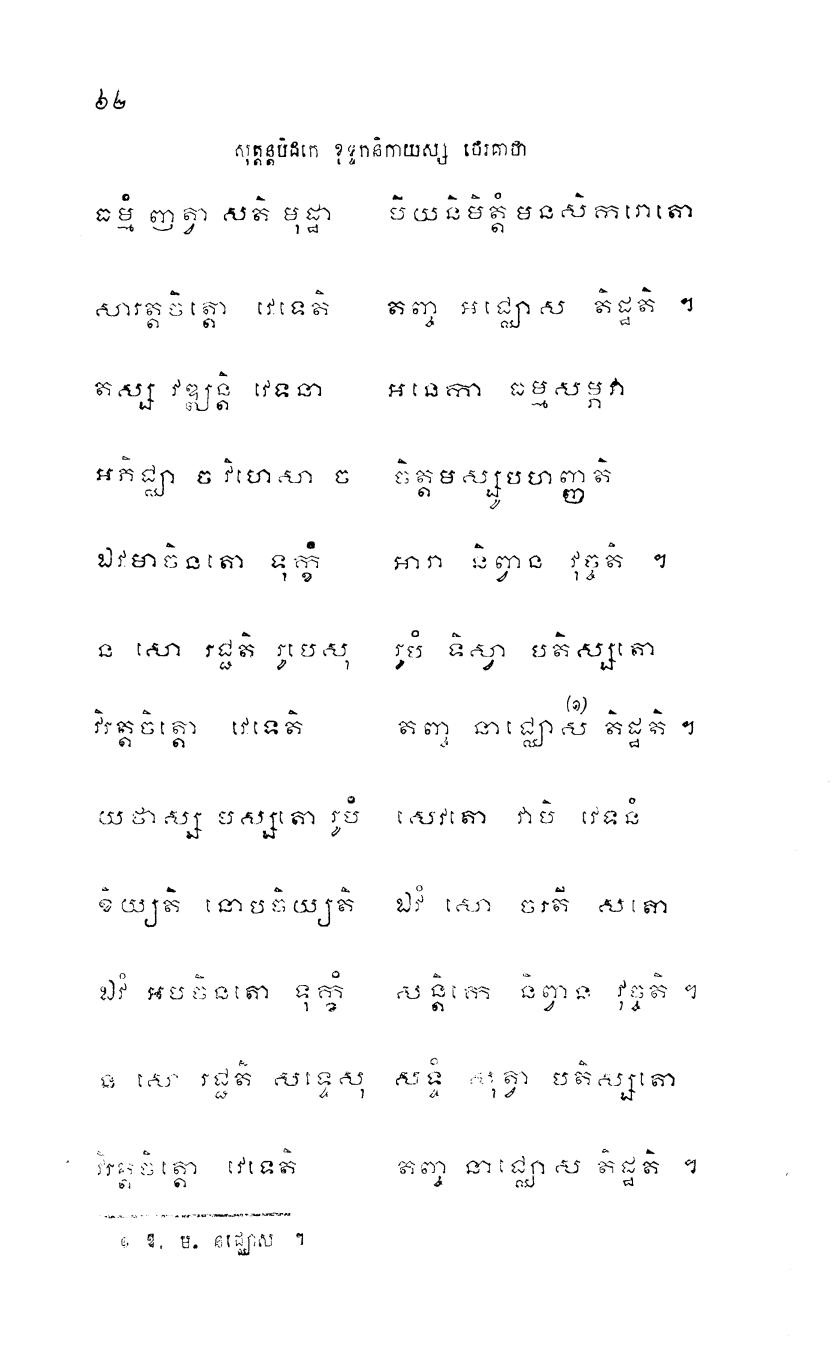 ៦២
សុត្តន្តបិដកេ ខុទ្ទកនិកាយស្ស ថេរគាថា
ធម្មំ ញត្វា សតិ មុដ្ឋា បិយនិមិត្តំមនសិករោតោ
សារត្តចិត្តោ វេទេតិ តញ្ច អជ្ឈោស តិដ្ឋតិ ។
តស្ស វឌ្ឍន្តិ វេទនា អនេកា ធម្មសម្ភវា
អភិជ្ឈា ច វិហេសា ច ចិត្តមស្សូបហញ្ញតិ
ឯវមាចិនតោ ទុក្ខំ អារា និព្វាន វុច្ចតិ ។
ន សោ រជ្ជតិ រូបេសុ រូបំ ទិស្វា បតិស្សតោ
វិរត្តចិត្តោ វេទេតិ តញ្ច នាជ្ឈោស (១) តិដ្ឋតិ ។
យថាស្ស បស្សតោ រូបំ សេវតោ វាបិ វេទនំ
ខិយ្យតិ នោបចិយ្យតិ ឯវំ សោ ចរតី សតោ
ឯវំ អបចិនតោ ទុក្ខំ សន្តិកេ និព្វាន វុច្ចតិ ។
ន សោ រជ្ជតិ សទ្ទេសុ សទ្ទំ សុត្វា បតិស្សតោ
វិរត្តចិត្តោ វេទេតិ តញ្ច នាជ្ឈោស តិដ្ឋតិ ។
១ ឱ. ម. នជ្ឈោស ។